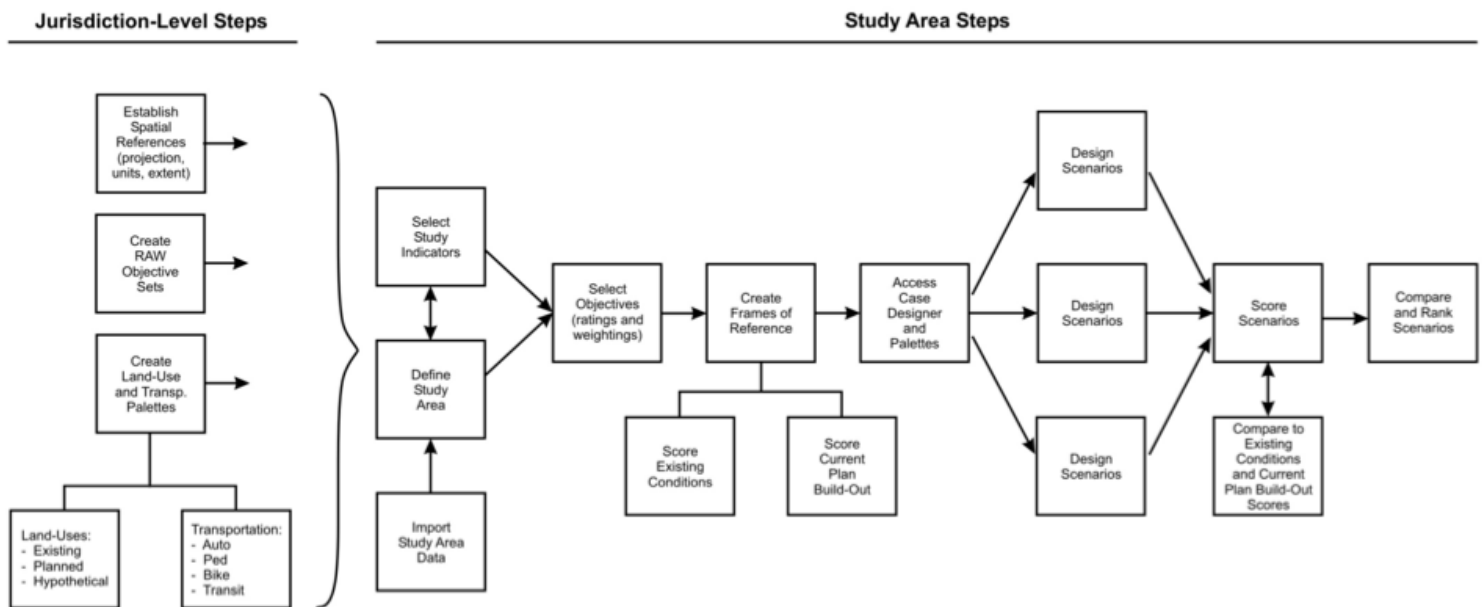 Jurisdiction-Level Steps
Study Area Steps
Establish
Spatial
References
(projection,
units, extent)
Create
RAW
Objective
Sets
Create
Land-Use
and Transp.
Palettes
Land-Uses:
- Existing
- Planned
- Hypothetical
Transportation:
- Auto
- Ped
- Bike
- Transit
Select
Study
Indicators
Define
Study
Area
Import
Study Area
Data
Select
Objectives
(ratings and
weightings)
Create
Frames of
Reference
Score
Existing
Conditions
Score
Current
Plan
Build-Out
Access
Case
Designer
and
Palettes
Design
Scenarios
Design
Scenarios
Design
Scenarios
Score
Scenarios
Compare to
Existing
Conditions
and Current
Plan Build-Out
Scores
Compare
and Rank
Scenarios